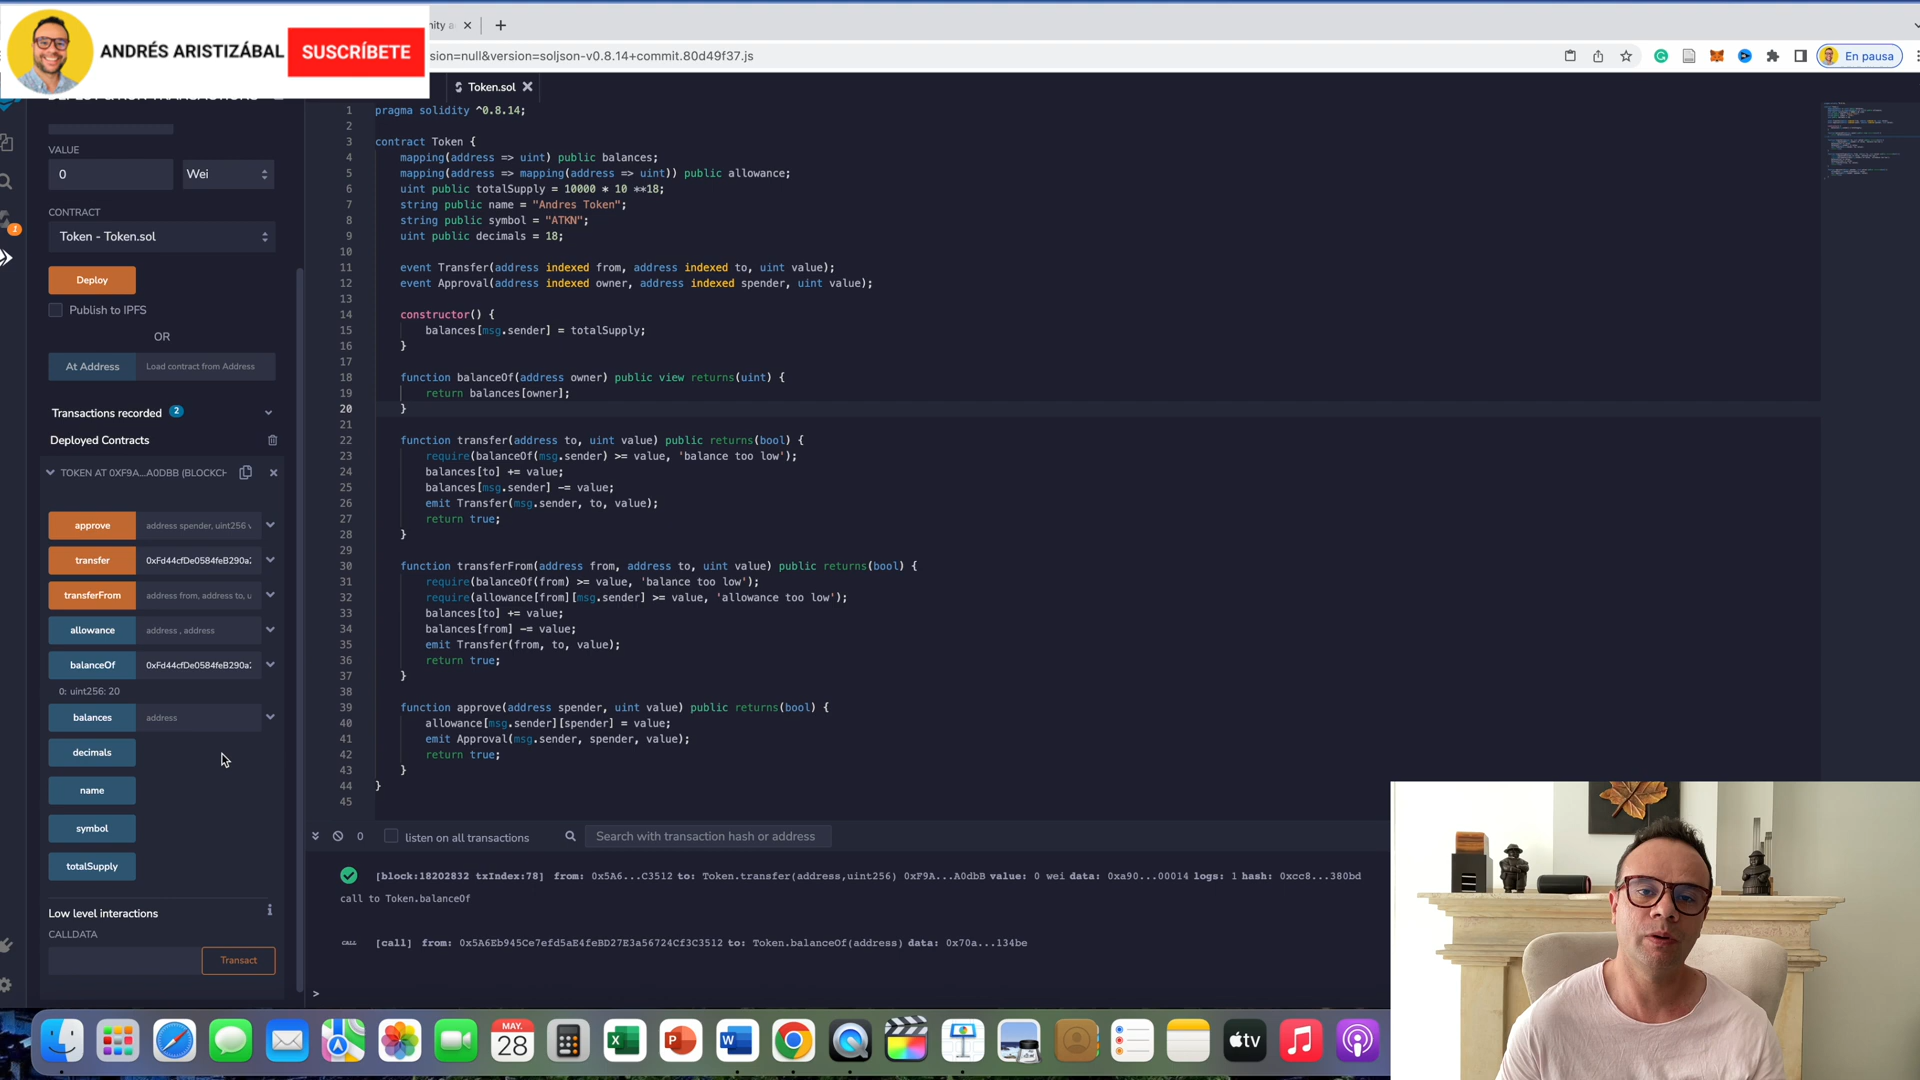 ANDRÉS ARISTIZÁBAL SUSCRÍBETE
sion=null&version=soljson-v0.8.14+commit.80d49f37.js
En pausa
VALUE
0
Wei
CONTRACT
Token - Token.sol
Deploy
Publish to IPFS
OR
At Address
Load contract from Address
Transactions recorded 2
Deployed Contracts
TOKEN AT 0XF9A...A0DBB (BLOCKCH
approve
address spender, uint256 v
transfer
0xFd44cfDe0584feB290a
transferFrom
address from, address to, u
allowance
address , address
balanceOf
0xFd44cfDe0584feB290a
0: uint256: 20
balances
address
decimals
name
symbol
totalSupply
Low level interactions
CALLDATA
Transact
Token.sol
1 pragma solidity ^0.8.14;
2
3 contract Token {
4 mapping(address => uint) public balances;
5 mapping(address => mapping(address => uint)) public allowance;
6 uint public totalSupply = 10000 * 10 **18;
7 string public name = "Andres Token";
8 string public symbol = "ATKN";
9 uint public decimals = 18;
10
11 event Transfer(address indexed from, address indexed to, uint value);
12 event Approval(address indexed owner, address indexed spender, uint value);
13
14 constructor() {
15 balances[msg.sender] = totalSupply;
16 }
17
18 function balanceOf(address owner) public view returns(uint) {
19 return balances[owner];
20 }
21
22 function transfer(address to, uint value) public returns(bool) {
23 require(balanceOf(msg.sender) >= value, 'balance too low');
24 balances[to] += value;
25 balances[msg.sender] -= value;
26 emit Transfer(msg.sender, to, value);
27 return true;
28 }
29
30 function transferFrom(address from, address to, uint value) public returns(bool) {
31 require(balanceOf(from) >= value, 'balance too low');
32 require(allowance[from][msg.sender] >= value, 'allowance too low');
33 balances[to] += value;
34 balances[from] -= value;
35 emit Transfer(from, to, value);
36 return true;
37 }
38
39 function approve(address spender, uint value) public returns(bool) {
40 allowance[msg.sender][spender] = value;
41 emit Approval(msg.sender, spender, value);
42 return true;
43 }
44 }
45
0
listen on all transactions
Search with transaction hash or address
[block:18202832 txIndex:78] from: 0x5A6...C3512 to: Token.transfer(address,uint256) 0xF9A...A0dbB value: 0 wei data: 0xa90...00014 logs: 1 hash: 0xcc8...380bd
call to Token.balanceOf
CALL [call] from: 0x5A6Eb945Ce7efd5aE4feBD27E3a56724Cf3C3512 to: Token.balanceOf(address) data: 0x70a...134be
>
MAY.
28
tv